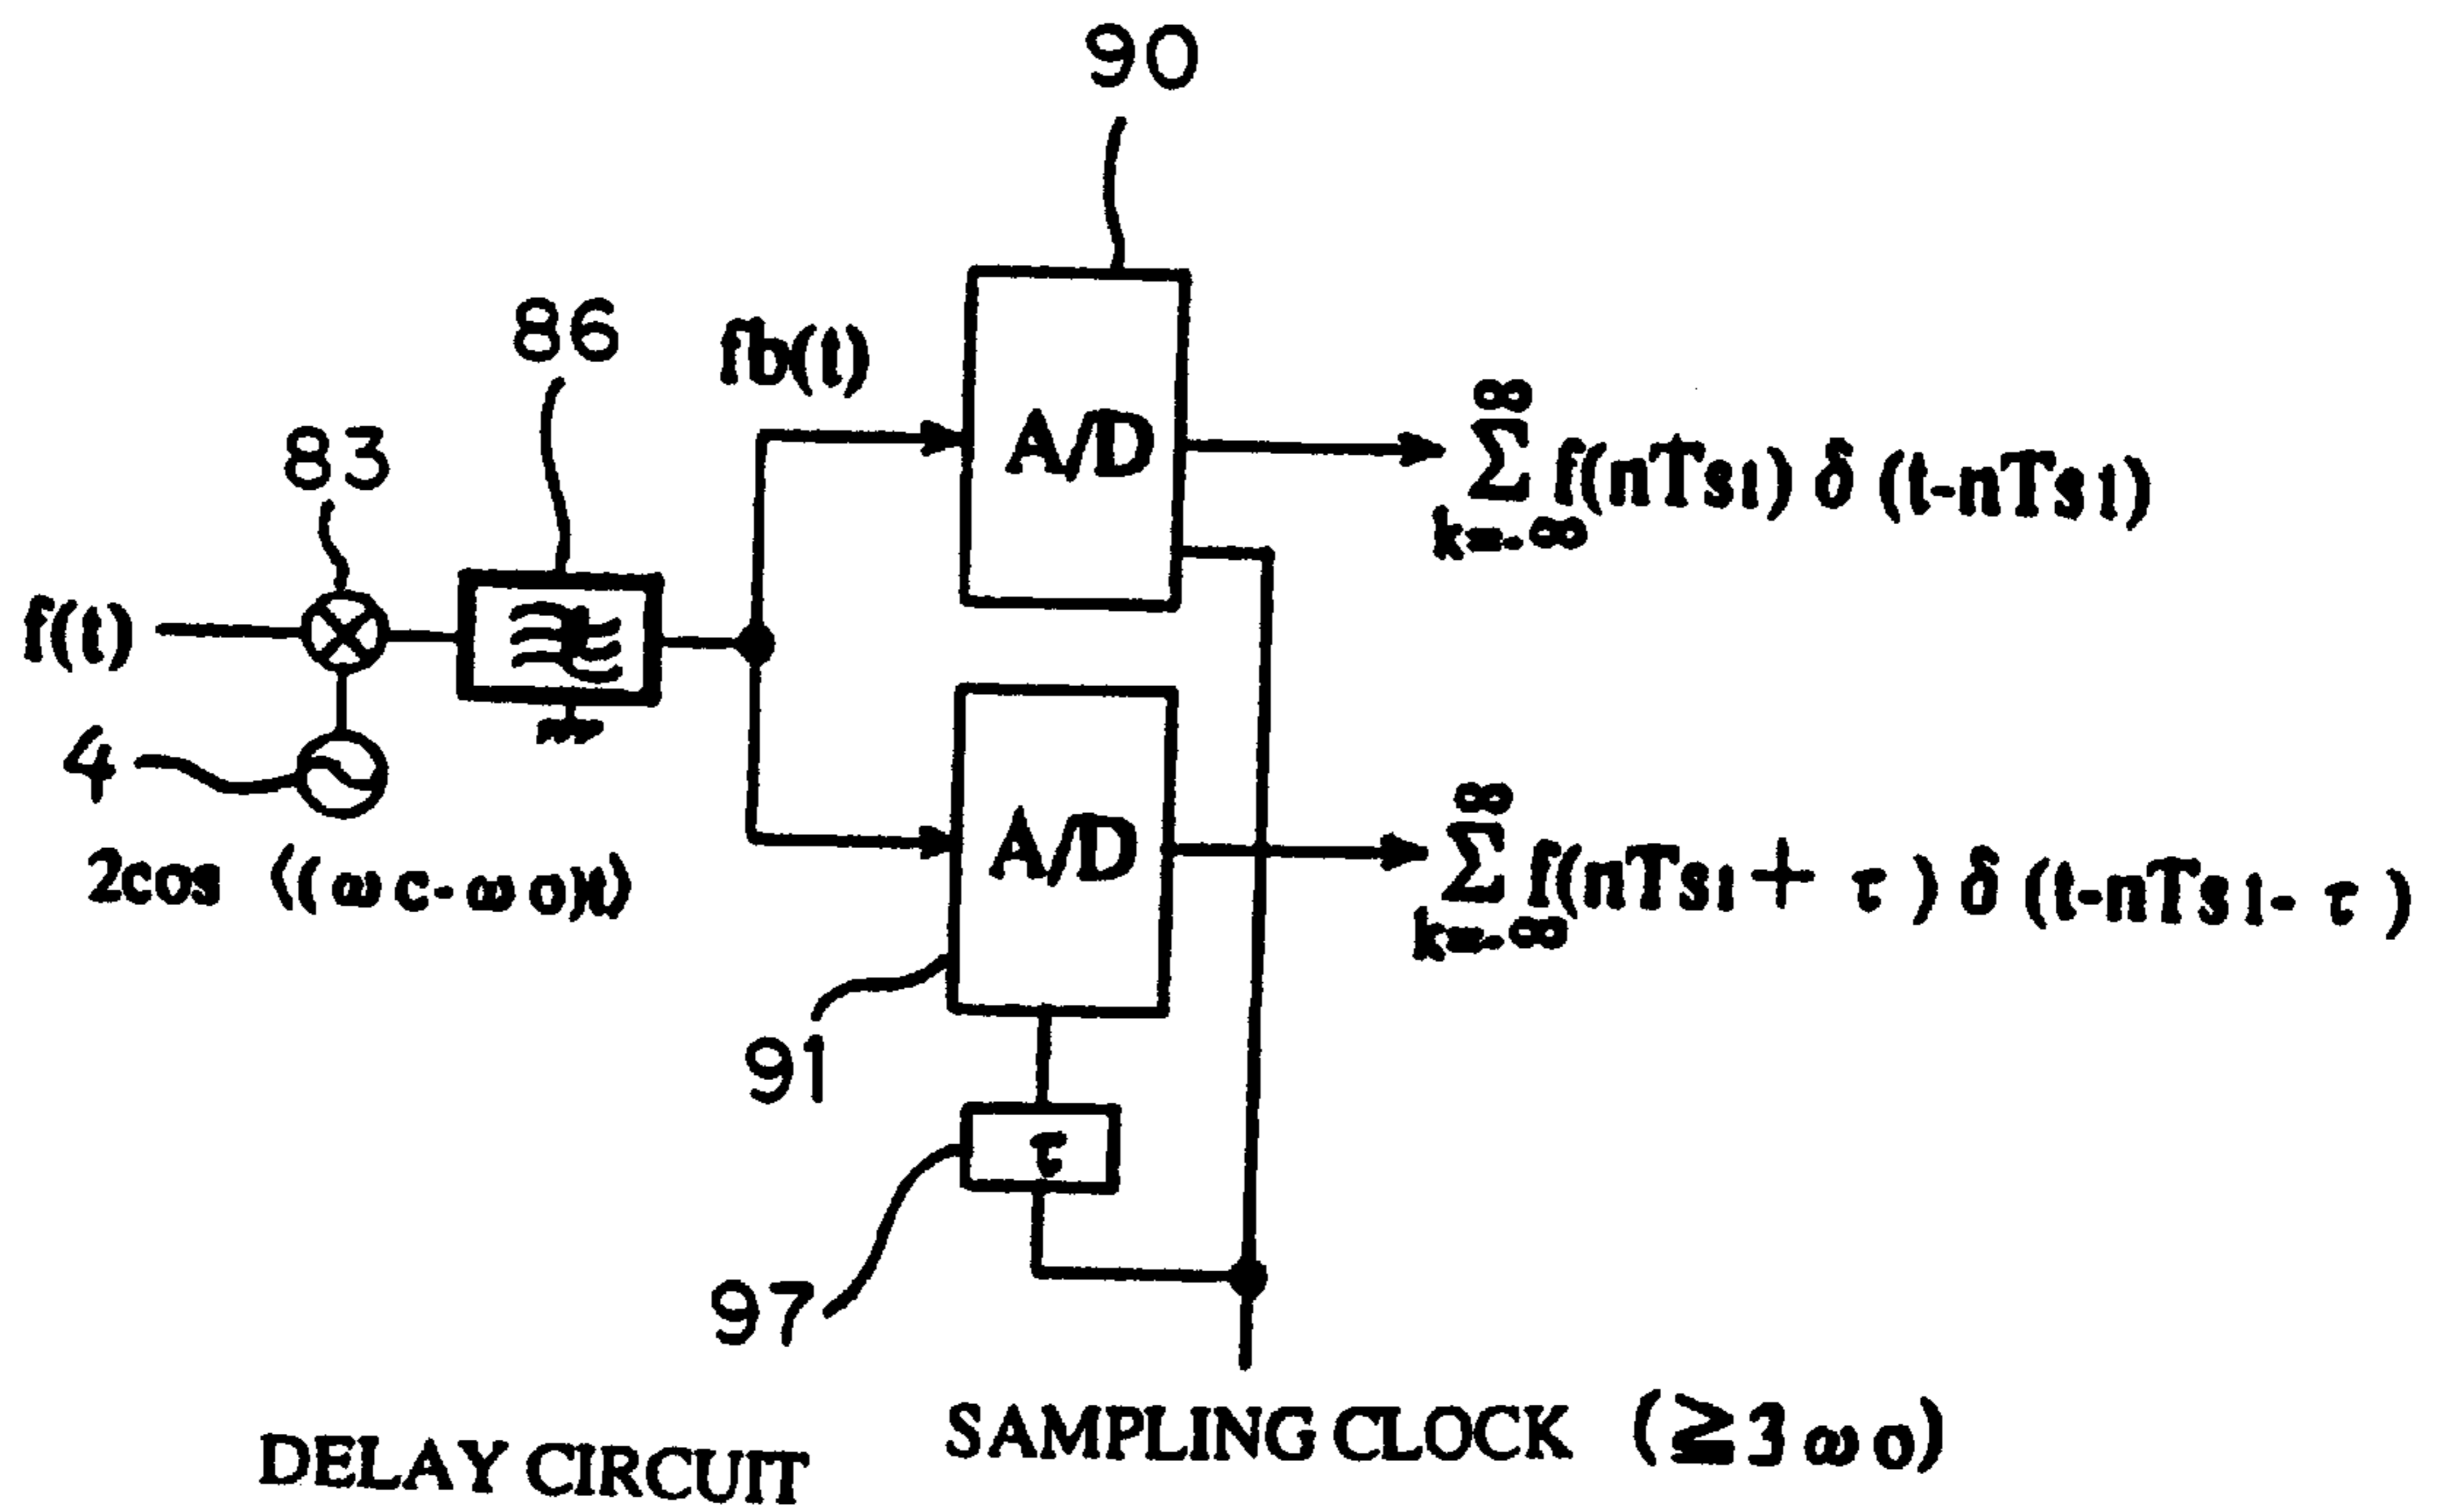 90
86
fb(t)
83
A/D
∞
Σ f(nTs1) δ (t-nTs1)
k=-∞
f(t)
4
2cos ((ωc-ωo)t)
A/D
∞
Σ f(nTs1+ τ) δ (t-nTs1- τ)
k=-∞
91
τ
97
SAMPLING CLOCK (≧3ωo)
DELAY CIRCUIT